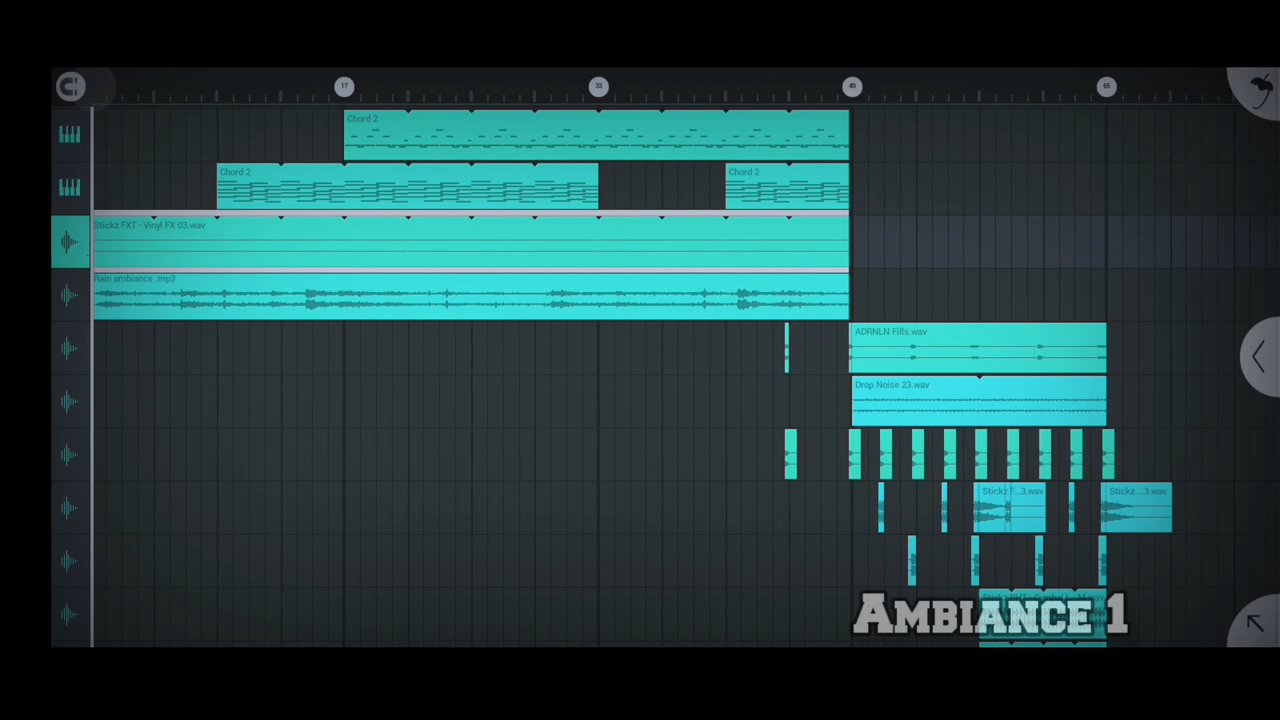 17 33 49 65
Chord 2
Chord 2 Chord 2
Stickz FXT - Vinyl FX 03.wav
Rain ambiance .mp3
ADRNLN Fills.wav
Drop Noise 23.wav
Stickz F...3.wav Stickz ...3.wav
AMBIANCE 1